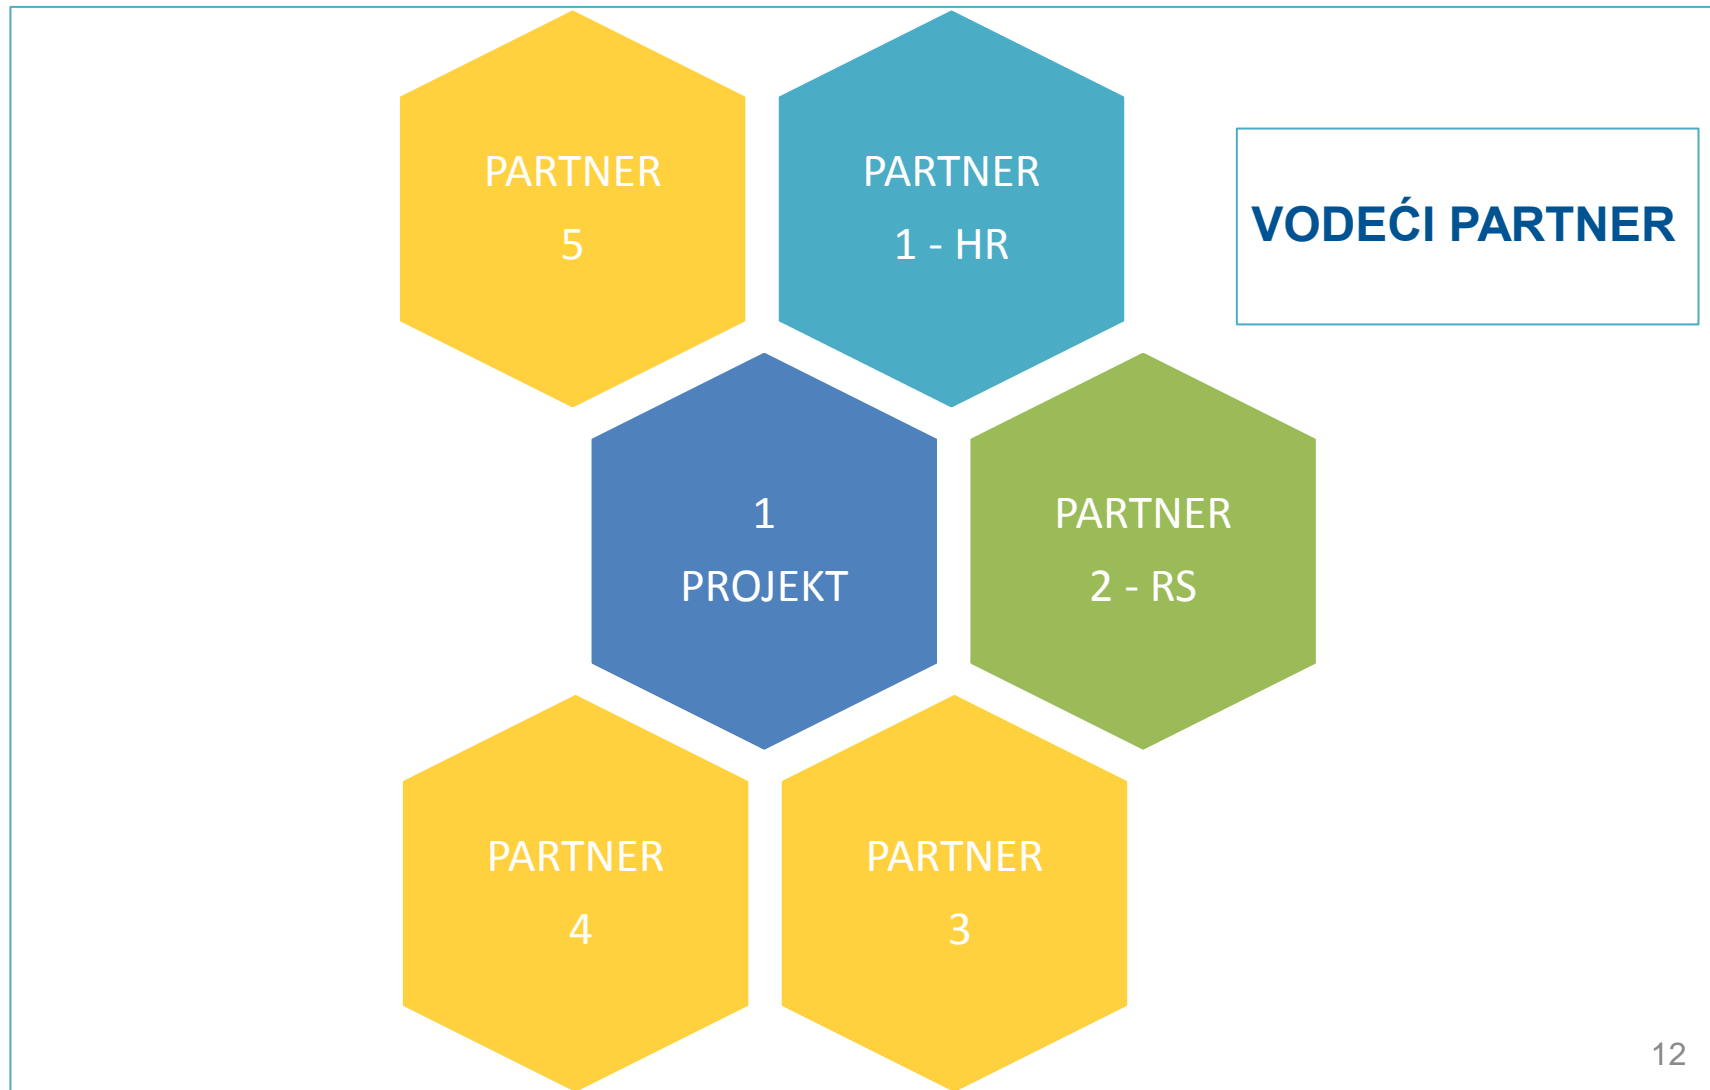 PARTNER
5
PARTNER
1 - HR
VODEĆI PARTNER
1
PROJEKT
PARTNER
2 - RS
PARTNER
4
PARTNER
3
12